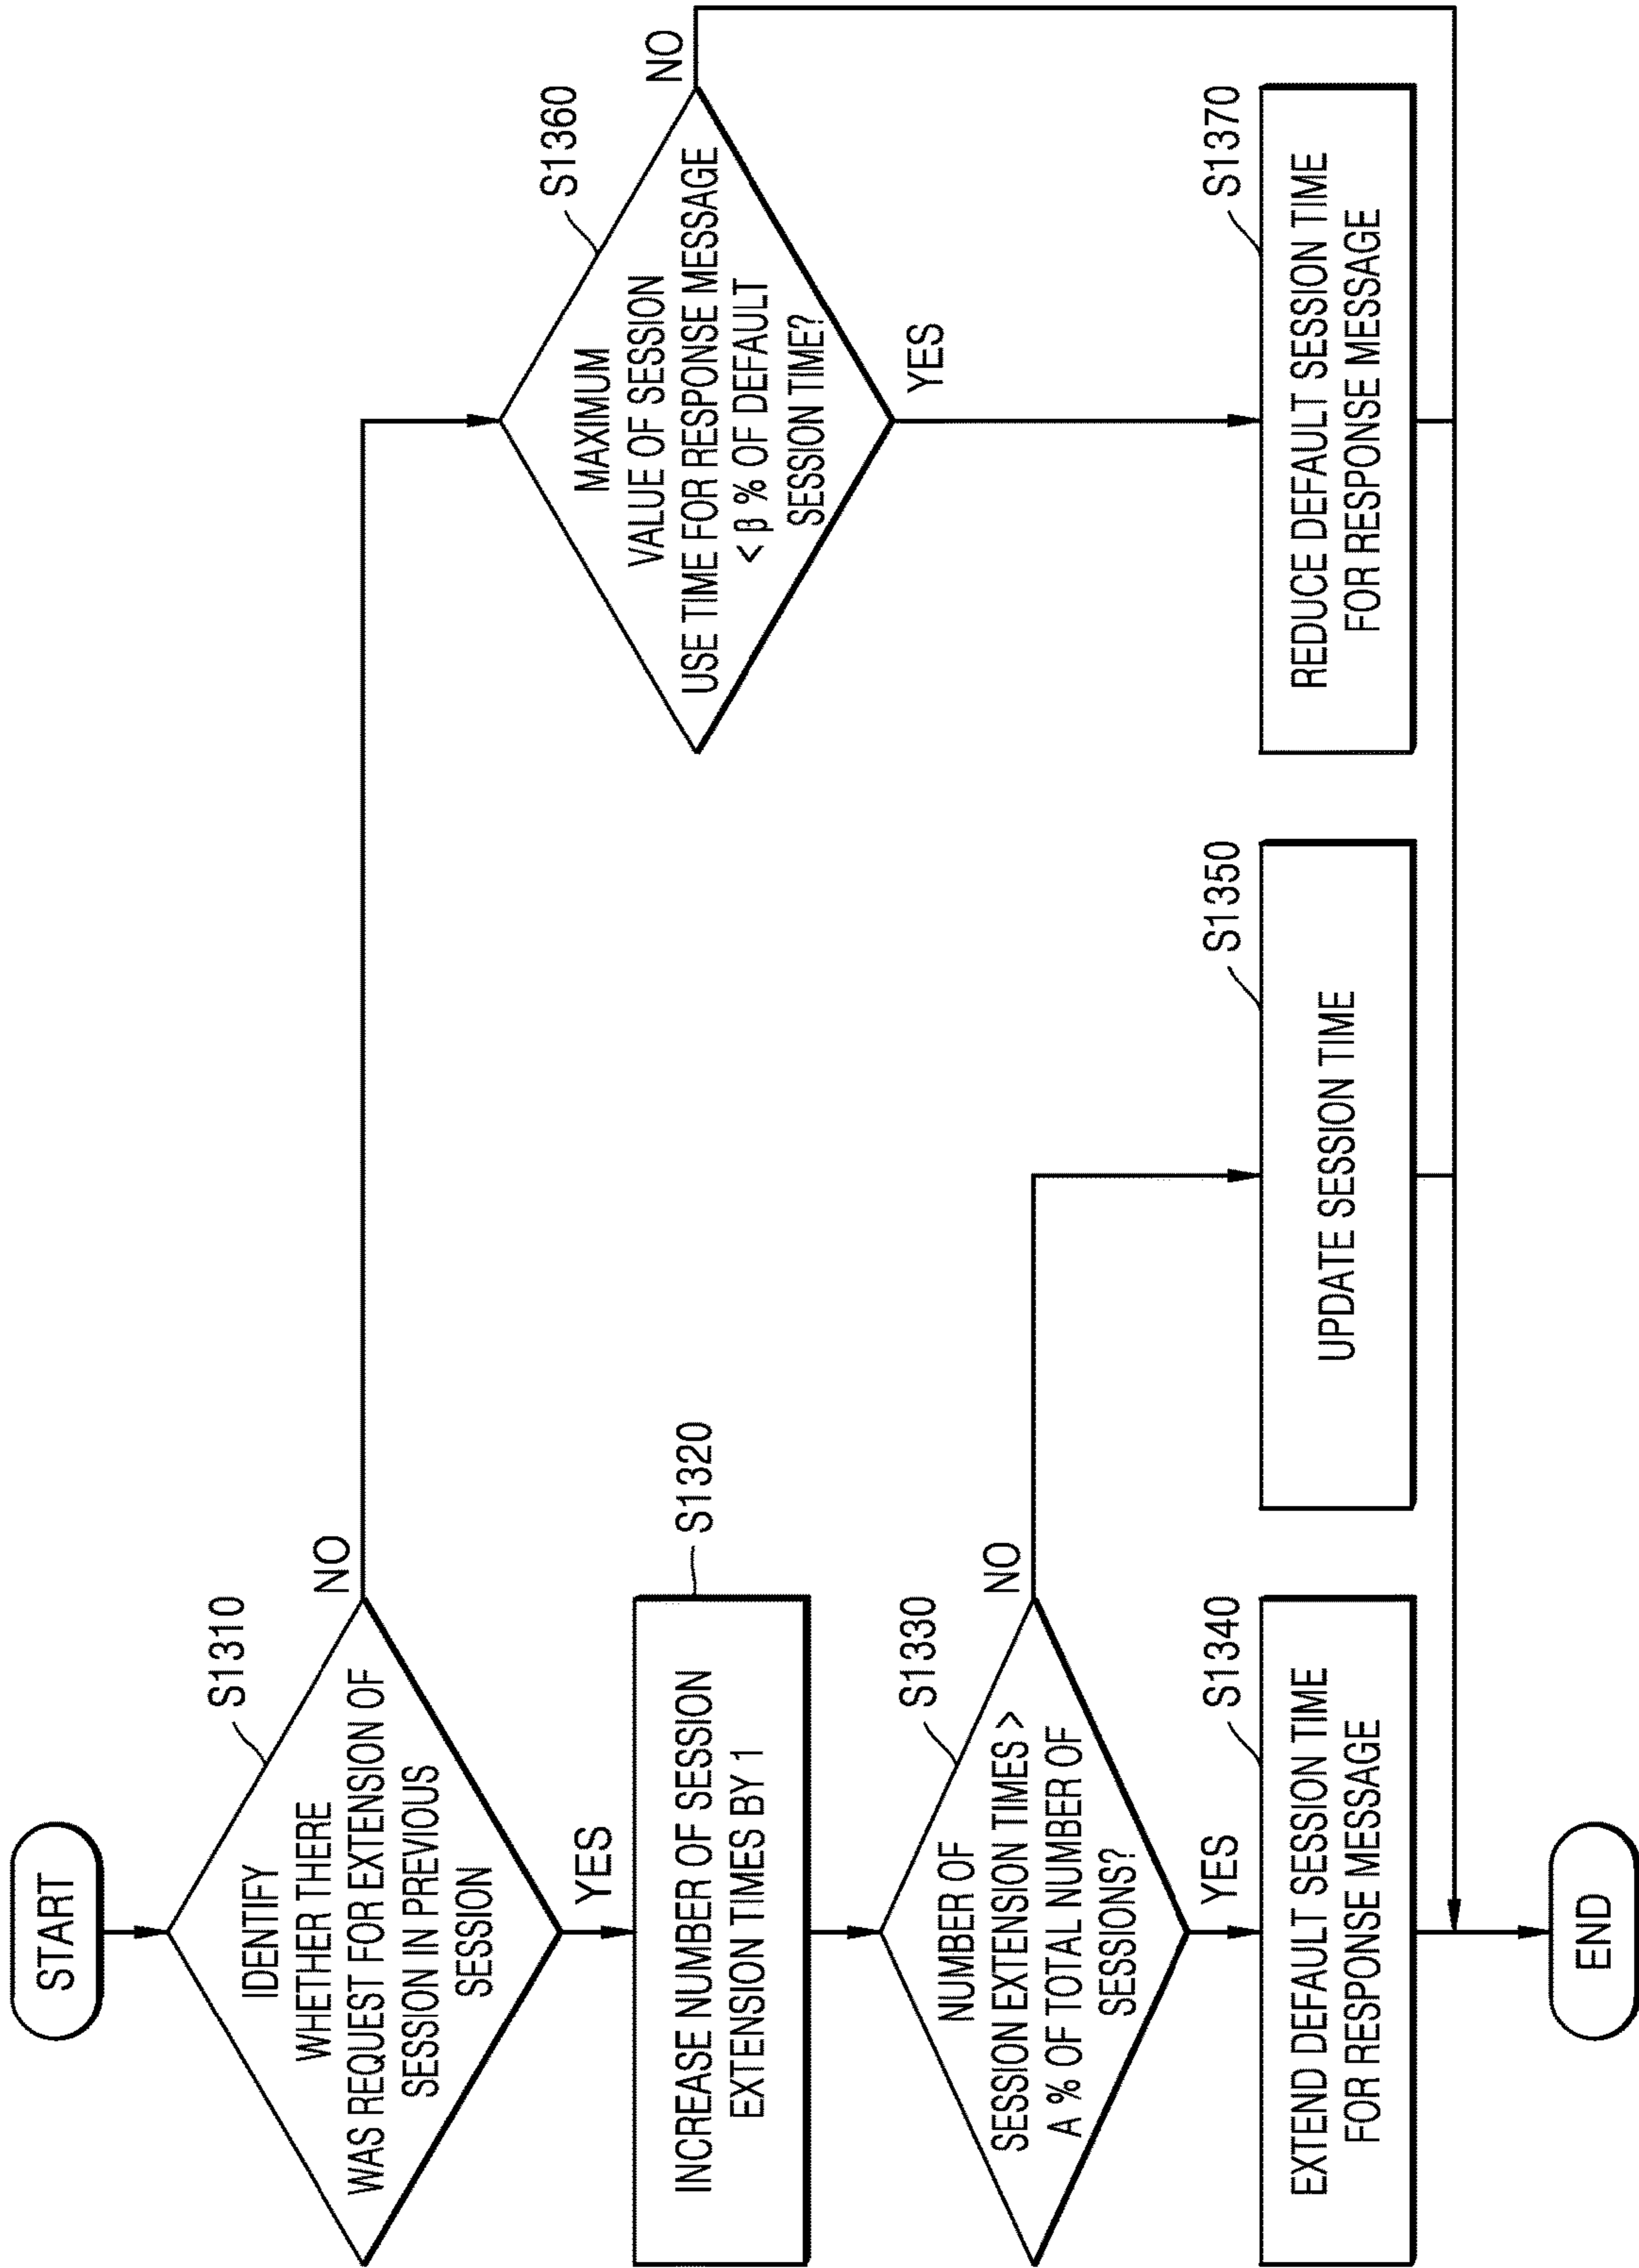 START
IDENTIFY
WHETHER THERE
WAS REQUEST FOR EXTENSION OF
SESSION IN PREVIOUS
SESSION
S1310
NO
YES
INCREASE NUMBER OF SESSION
EXTENSION TIMES BY 1
S1320
NUMBER OF
SESSION EXTENSION TIMES >
A % OF TOTAL NUMBER OF
SESSIONS?
S1330
NO
YES
EXTEND DEFAULT SESSION TIME
FOR RESPONSE MESSAGE
S1340
UPDATE SESSION TIME
S1350
MAXIMUM
VALUE OF SESSION
USE TIME FOR RESPONSE MESSAGE
< β % OF DEFAULT
SESSION TIME?
S1360
NO
YES
REDUCE DEFAULT SESSION TIME
FOR RESPONSE MESSAGE
S1370
END